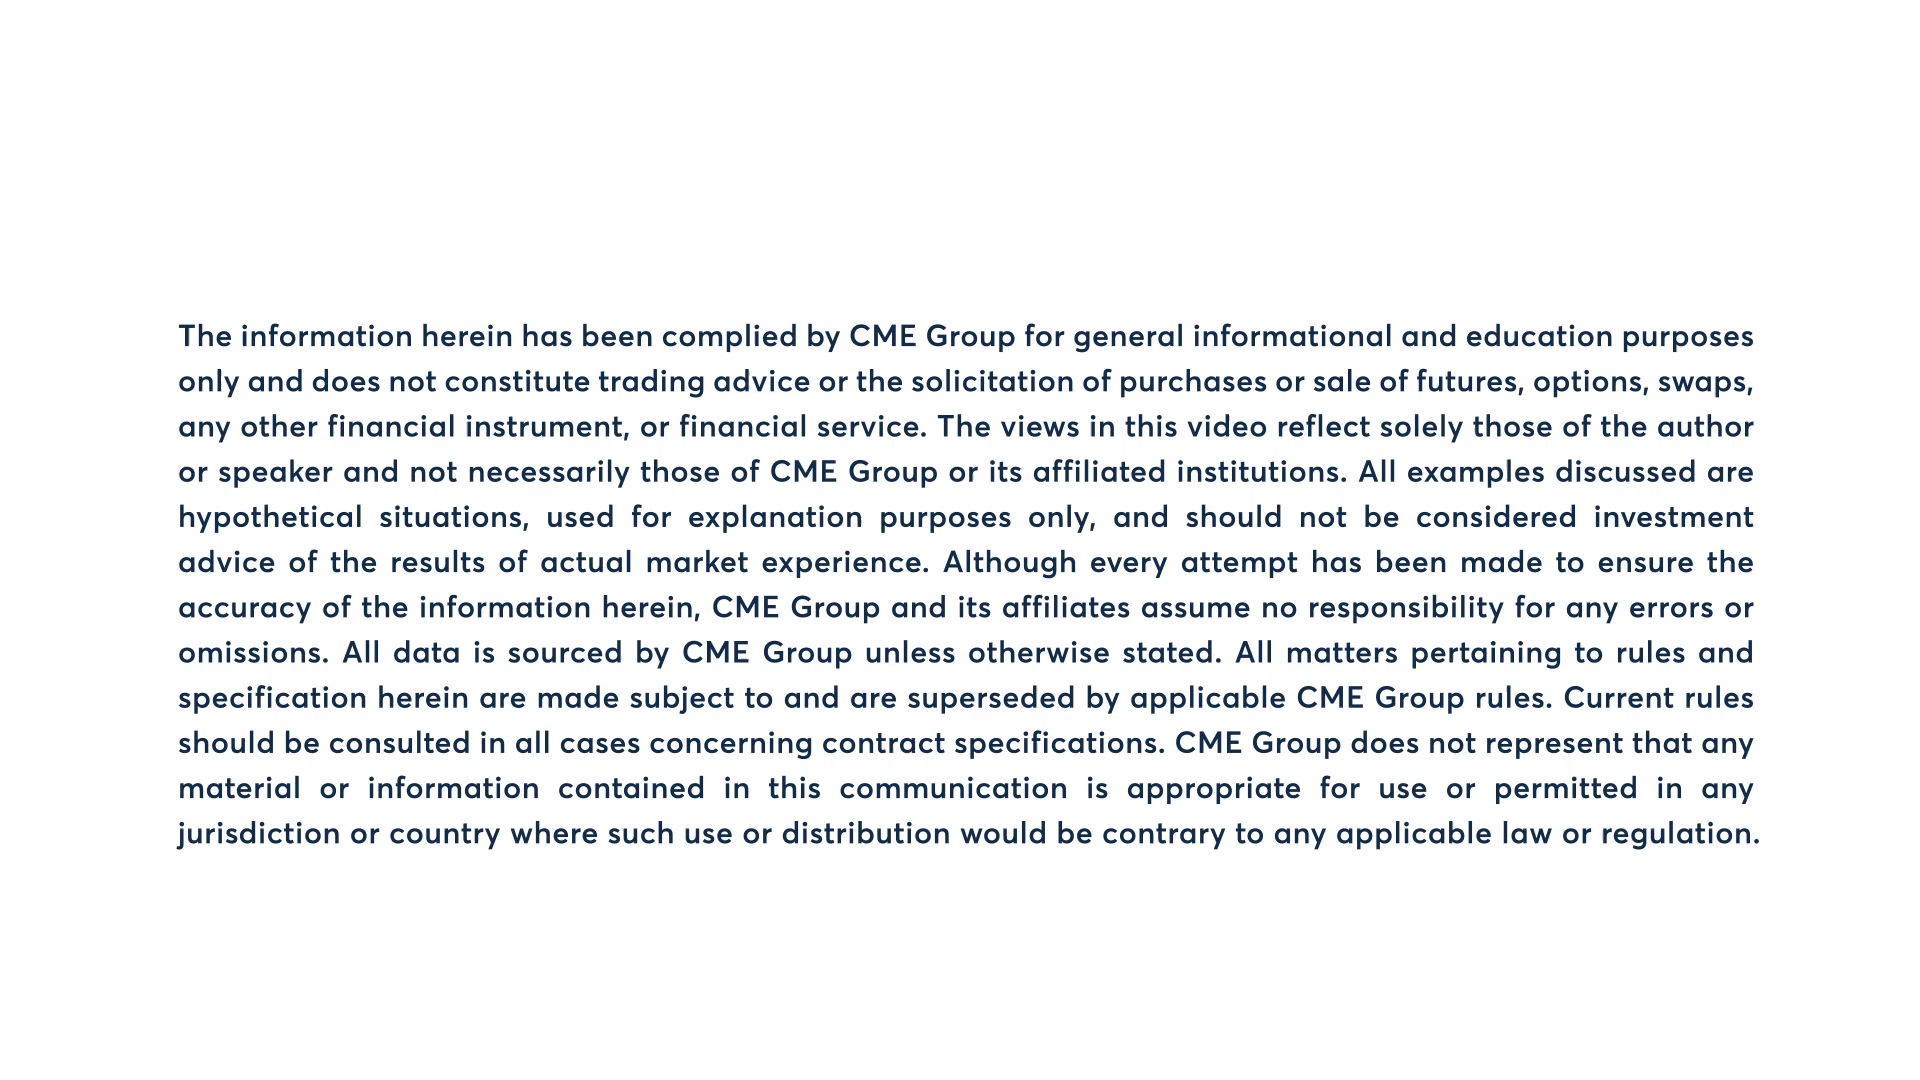 The information herein has been complied by CME Group for general informational and education purposes
only and does not constitute trading advice or the solicitation of purchases or sale of futures, options, swaps,
any other financial instrument, or financial service. The views in this video reflect solely those of the author
or speaker and not necessarily those of CME Group or its affiliated institutions. All examples discussed are
hypothetical situations, used for explanation purposes only, and should not be considered investment
advice of the results of actual market experience. Although every attempt has been made to ensure the
accuracy of the information herein, CME Group and its affiliates assume no responsibility for any errors or
omissions. All data is sourced by CME Group unless otherwise stated. All matters pertaining to rules and
specification herein are made subject to and are superseded by applicable CME Group rules. Current rules
should be consulted in all cases concerning contract specifications. CME Group does not represent that any
material or information contained in this communication is appropriate for use or permitted in any
jurisdiction or country where such use or distribution would be contrary to any applicable law or regulation.